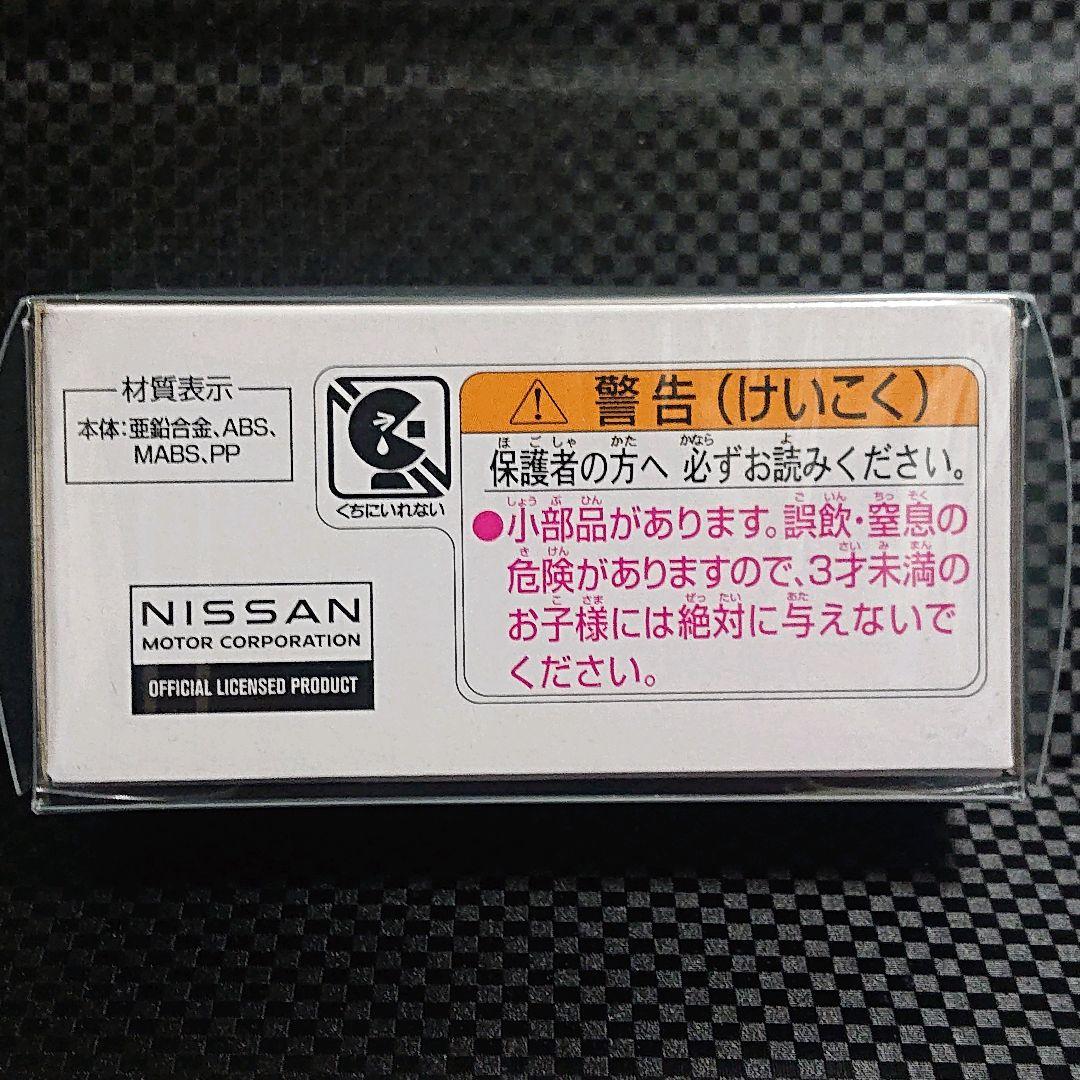 材質表示
本体:亜鉛合金、ABS、
MABS、PP
くちにいれない
NISSAN
MOTOR CORPORATION
OFFICIAL LICENSED PRODUCT
警告(けいこく)
ほごしゃ かた かなら よ
保護者の方へ 必ずお読みください。
しょうぶひん ごいん ちっそく
●小部品があります。誤飲・窒息の
きけん さいみまん
危険がありますので、3才未満の
こさま ぜったい あた
お子様には絶対に与えないで
ください。